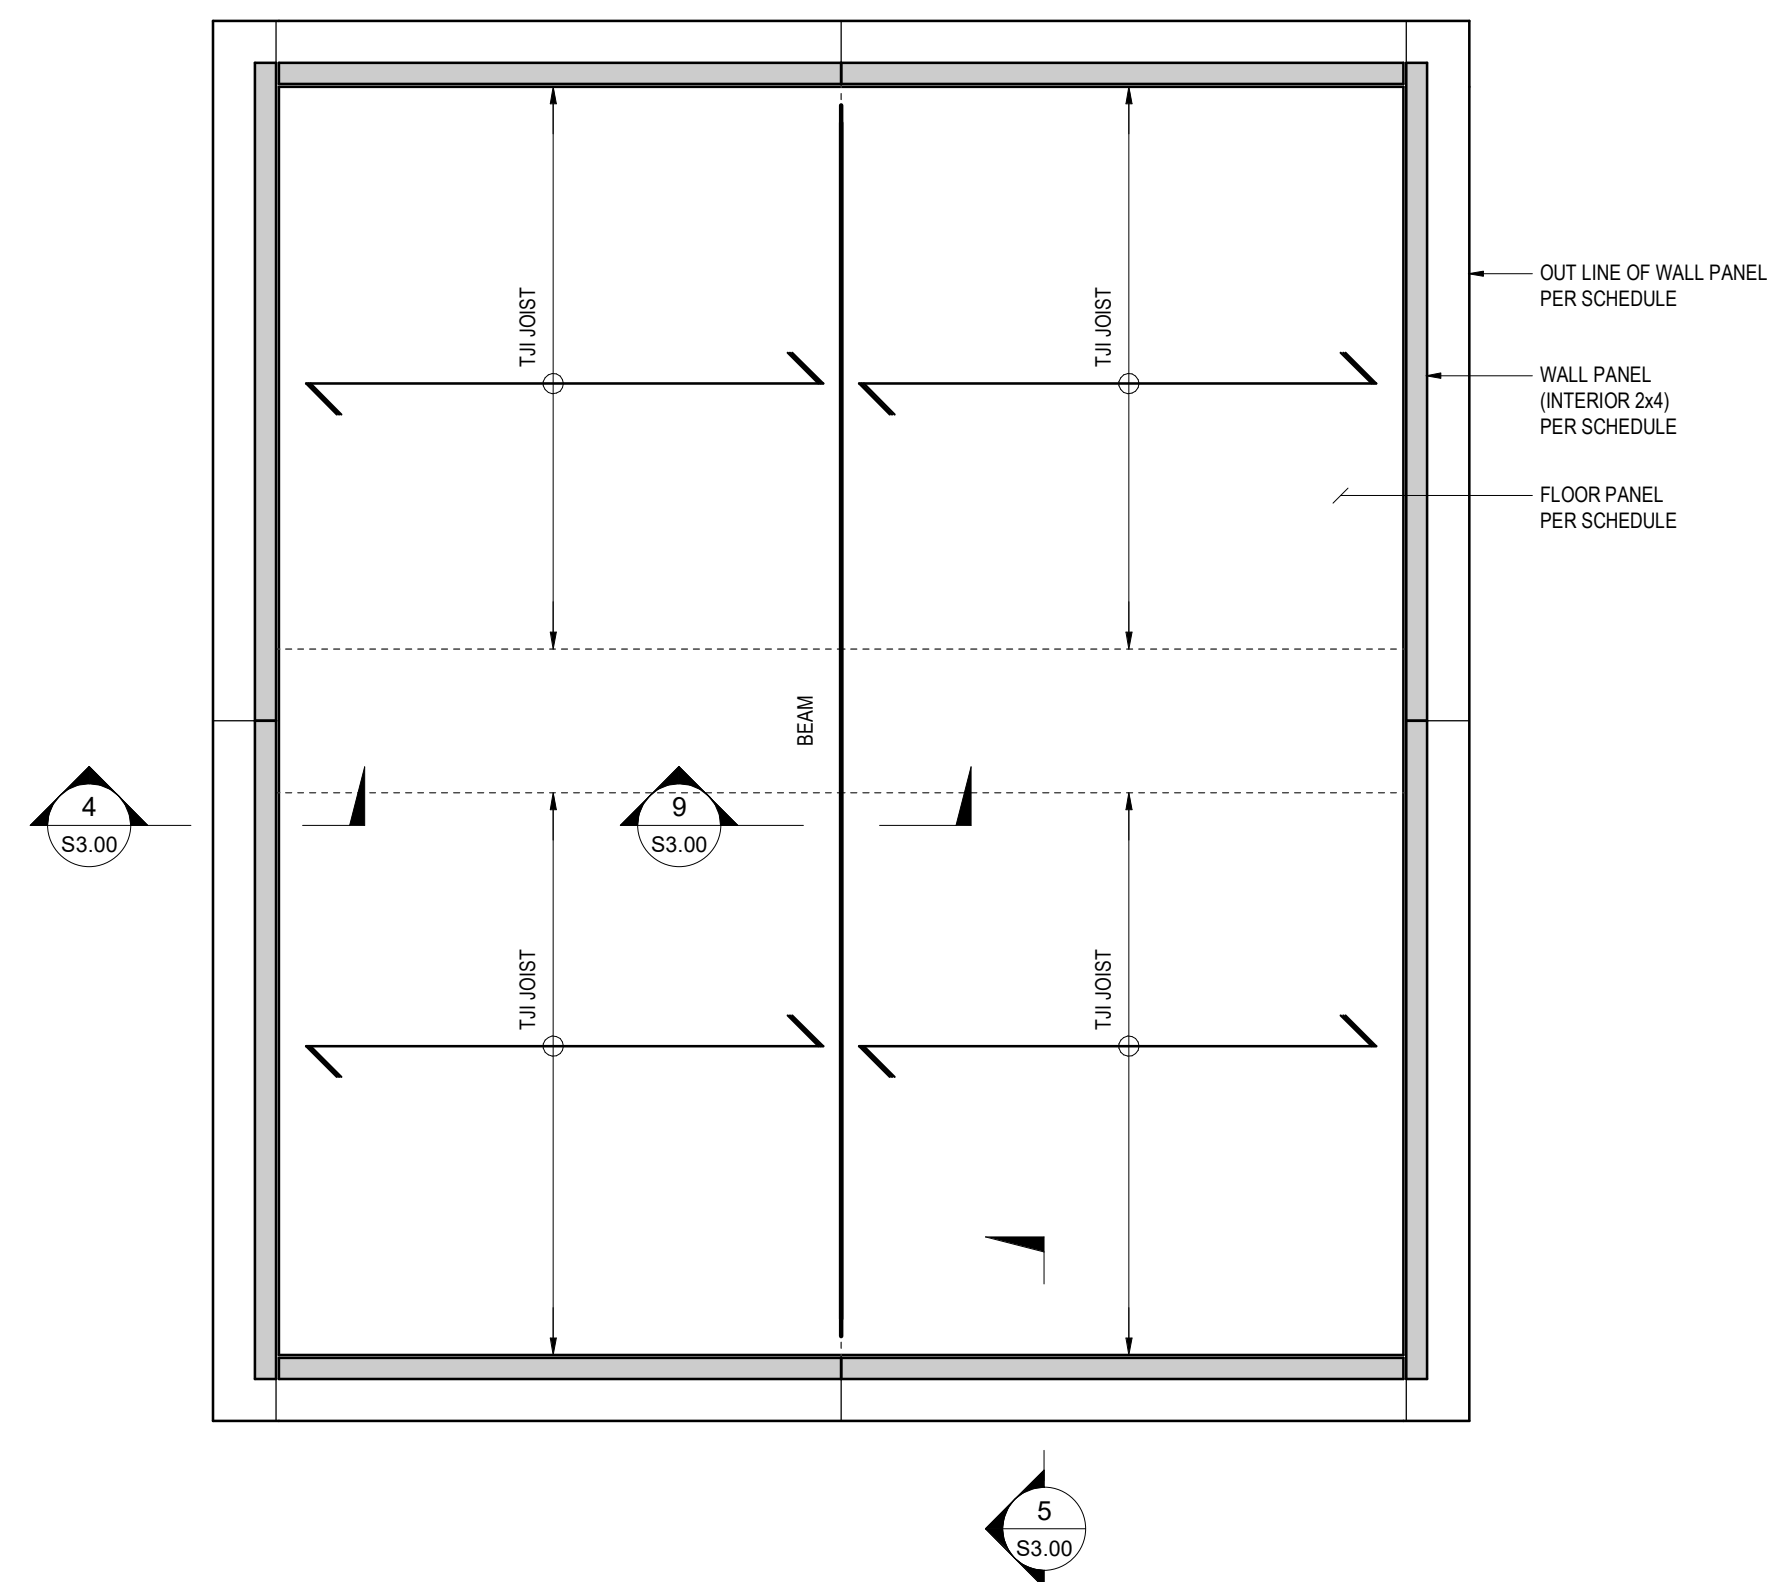 OUT LINE OF WALL PANEL
PER SCHEDULE
TJI JOIST
TJI JOIST
WALL PANEL
(INTERIOR 2x4)
PER SCHEDULE
FLOOR PANEL
PER SCHEDULE
BEAM
4
S3.00
9
S3.00
TJI JOIST
TJI JOIST
5
S3.00